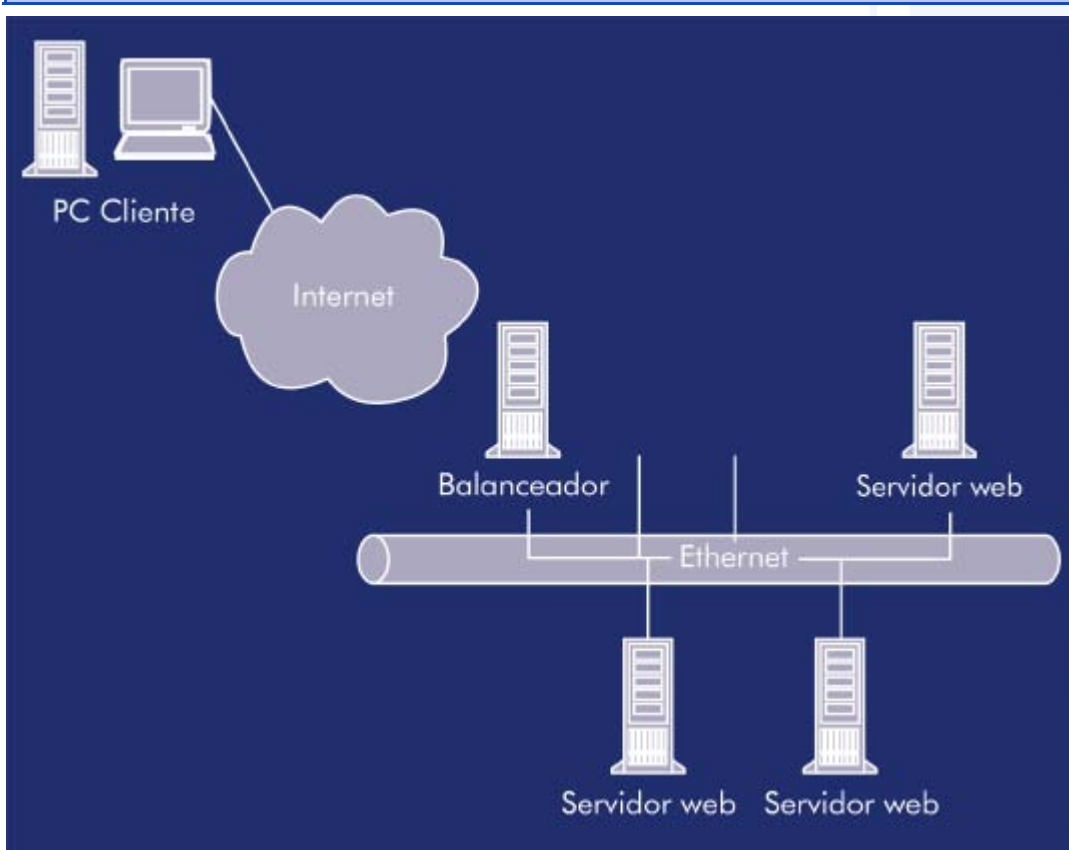 PC Cliente
Internet
Balanceador
Servidor web
Ethernet
Servidor web
Servidor web